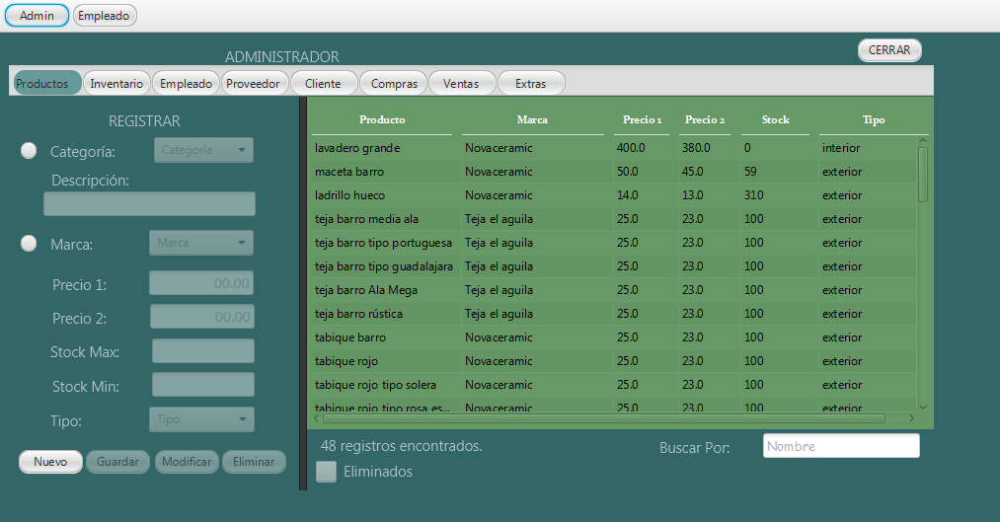 Admin Empleado
ADMINISTRADOR CERRAR
Productos Inventario Empleado Proveedor Cliente Compras Ventas Extras
REGISTRAR
Categoría: Categoría
Descripción:
Marca: Marca
Precio 1: 00.00
Precio 2: 00.00
Stock Max:
Stock Min:
Tipo: Tipo
Nuevo Guardar Modificar Eliminar
Producto Marca Precio 1 Precio 2 Stock Tipo
lavadero grande Novaceramic 400.0 380.0 0 interior
maceta barro Novaceramic 50.0 45.0 59 exterior
ladrillo hueco Novaceramic 14.0 13.0 310 exterior
teja barro media ala Teja el aguila 25.0 23.0 100 exterior
teja barro tipo portuguesa Teja el aguila 25.0 23.0 100 exterior
teja barro tipo guadalajara Teja el aguila 25.0 23.0 100 exterior
teja barro Ala Mega Teja el aguila 25.0 23.0 100 exterior
teja barro rústica Teja el aguila 25.0 23.0 100 exterior
tabique barro Novaceramic 25.0 23.0 100 exterior
tabique rojo Novaceramic 25.0 23.0 100 exterior
tabique rojo tipo solera Novaceramic 25.0 23.0 100 exterior
tabique rojo tipo rosa es... Novaceramic 25.0 23.0 100 exterior
48 registros encontrados. Buscar Por: Nombre
Eliminados